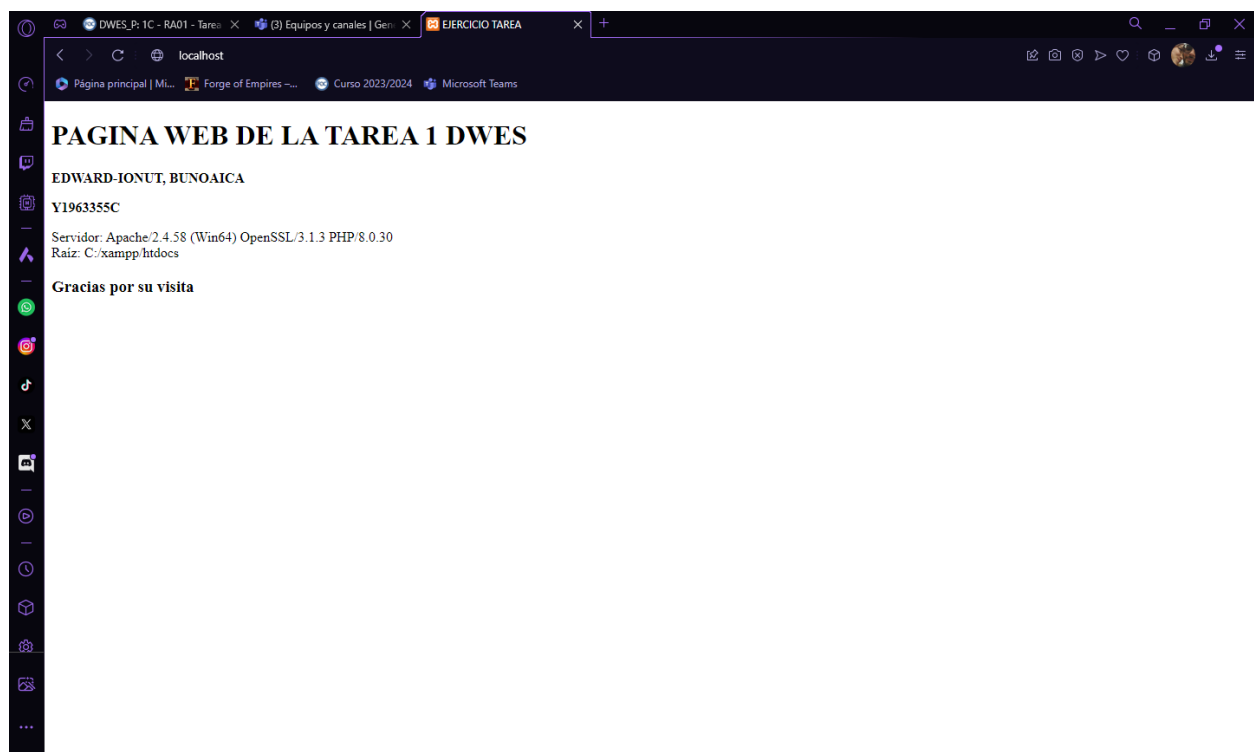 DWES_P: 1C - RA01 - Tarea
(3) Equipos y canales | Gen
EJERCICIO TAREA
localhost
Página principal | Mi...
Forge of Empires –...
Curso 2023/2024
Microsoft Teams
PAGINA WEB DE LA TAREA 1 DWES
EDWARD-IONUT, BUNOAICA
Y1963355C
Servidor: Apache/2.4.58 (Win64) OpenSSL/3.1.3 PHP/8.0.30
Raíz: C:/xampp/htdocs
Gracias por su visita